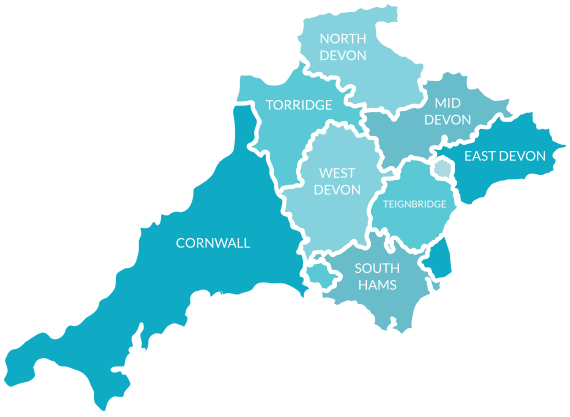 NORTH
DEVON
TORRIDGE
MID
DEVON
EAST DEVON
WEST
DEVON
TEIGNBRIDGE
CORNWALL
SOUTH
HAMS